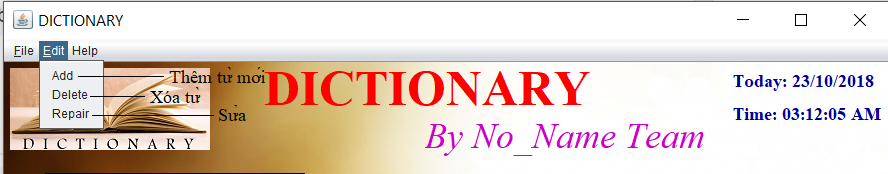 DICTIONARY
File Edit Help
Add Thêm từ mới
Delete Xóa từ
Repair Sửa
DICTIONARY
DICTIONARY
By No_Name Team
Today: 23/10/2018
Time: 03:12:05 AM